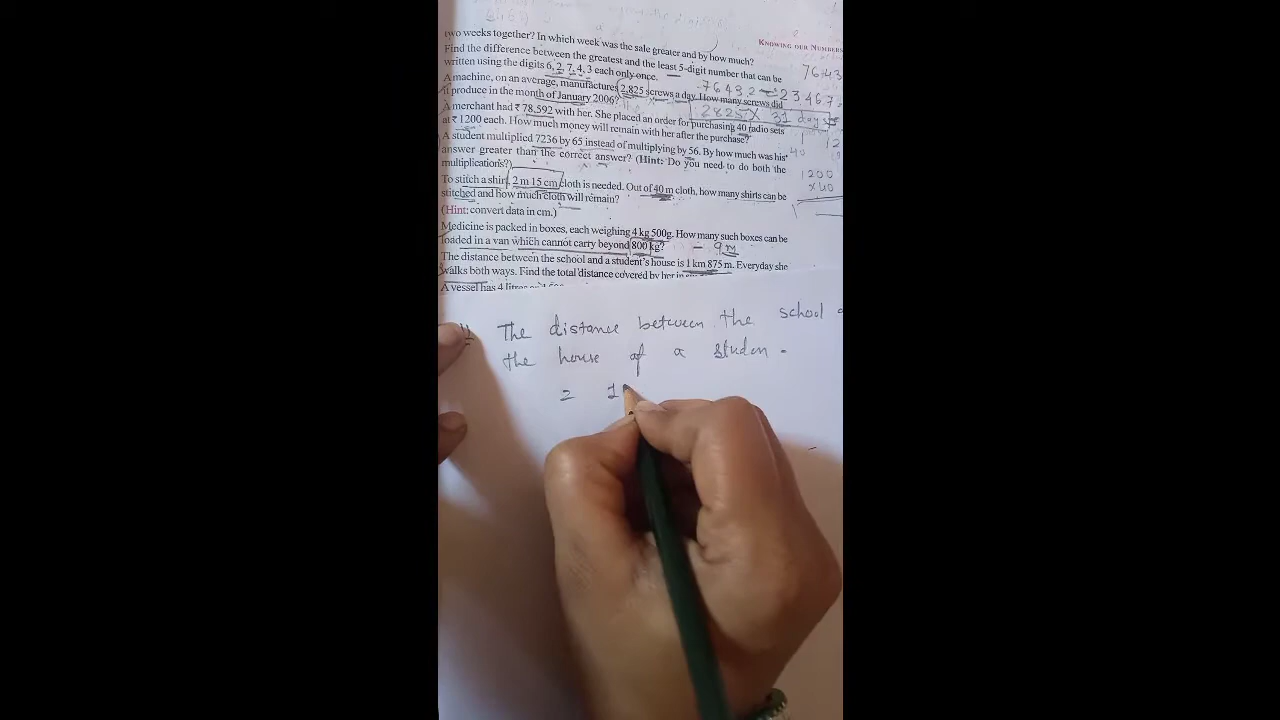 two weeks together? In which week was the sale greater and by how much?
KNOWING OUR NUMBERS
Find the difference between the greatest and the least 5-digit number that can be
written using the digits 6, 2, 7, 4, 3 each only once.
7643
76432 - 23467
A machine, on an average, manufactures 2,825 screws a day. How many screws did
it produce in the month of January 2006?
2825 X 31 days
A merchant had ₹ 78,592 with her. She placed an order for purchasing 40 radio sets
at ₹ 1200 each. How much money will remain with her after the purchase?
A student multiplied 7236 by 65 instead of multiplying by 56. By how much was his
answer greater than the correct answer? (Hint: Do you need to do both the
multiplications?)
40
1200
x40
To stitch a shirt, 2 m 15 cm cloth is needed. Out of 40 m cloth, how many shirts can be
stitched and how much cloth will remain?
(Hint: convert data in cm.)
Medicine is packed in boxes, each weighing 4 kg 500g. How many such boxes can be
loaded in a van which cannot carry beyond 800 kg?
- 9m
The distance between the school and a student's house is 1 km 875 m. Everyday she
walks both ways. Find the total distance covered by her in
A vessel has 4 litres
11
The distance between the school
the house of a studen -
= 1